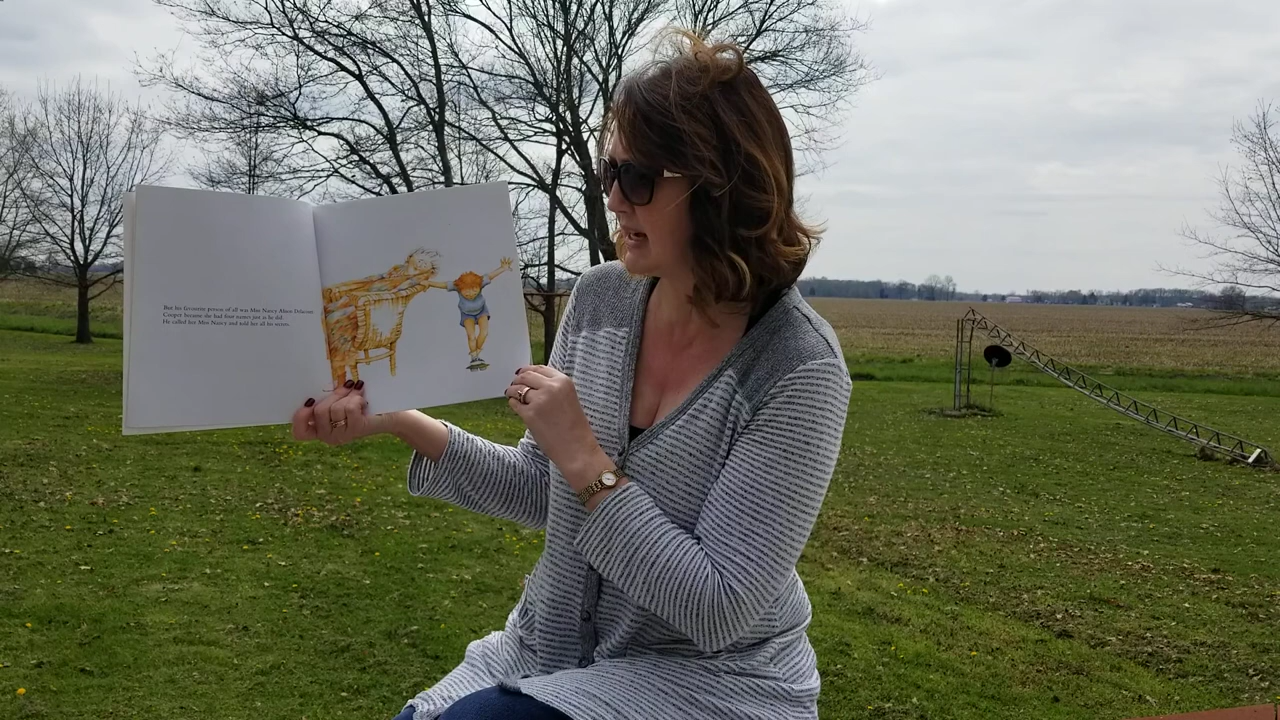 But his favourite person of all was Miss Nancy Alison Delacourt
Cooper because she had four names just as he did.
He called her Miss Nancy and told her all his secrets.